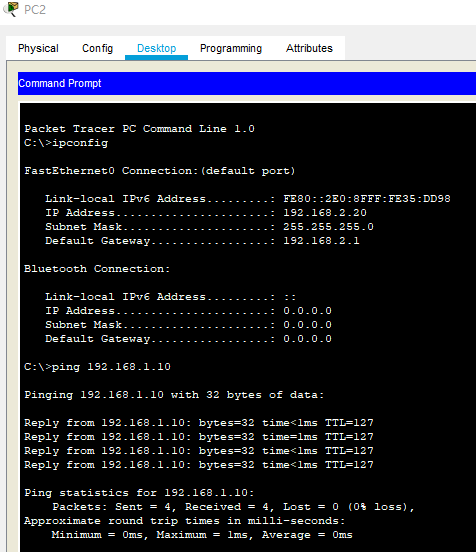 PC2
Physical Config Desktop Programming Attributes
Command Prompt
Packet Tracer PC Command Line 1.0
C:\>ipconfig
FastEthernet0 Connection:(default port)
Link-local IPv6 Address.........: FE80::2E0:8FFF:FE35:DD98
IP Address......................: 192.168.2.20
Subnet Mask.....................: 255.255.255.0
Default Gateway.................: 192.168.2.1
Bluetooth Connection:
Link-local IPv6 Address.........: ::
IP Address......................: 0.0.0.0
Subnet Mask.....................: 0.0.0.0
Default Gateway.................: 0.0.0.0
C:\>ping 192.168.1.10
Pinging 192.168.1.10 with 32 bytes of data:
Reply from 192.168.1.10: bytes=32 time<1ms TTL=127
Reply from 192.168.1.10: bytes=32 time<1ms TTL=127
Reply from 192.168.1.10: bytes=32 time<1ms TTL=127
Reply from 192.168.1.10: bytes=32 time<1ms TTL=127
Ping statistics for 192.168.1.10:
Packets: Sent = 4, Received = 4, Lost = 0 (0% loss),
Approximate round trip times in milli-seconds:
Minimum = 0ms, Maximum = 1ms, Average = 0ms